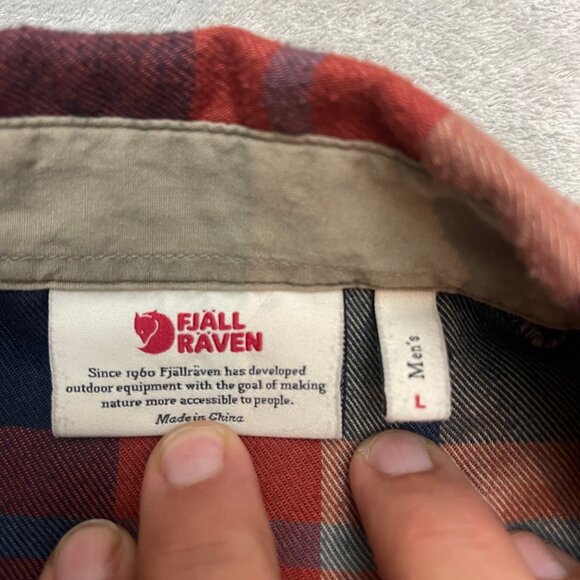 FJÄLL
RÄVEN
Since 1960 Fjällräven has developed
outdoor equipment with the goal of making
nature more accessible to people.
Made in China
Men's
L